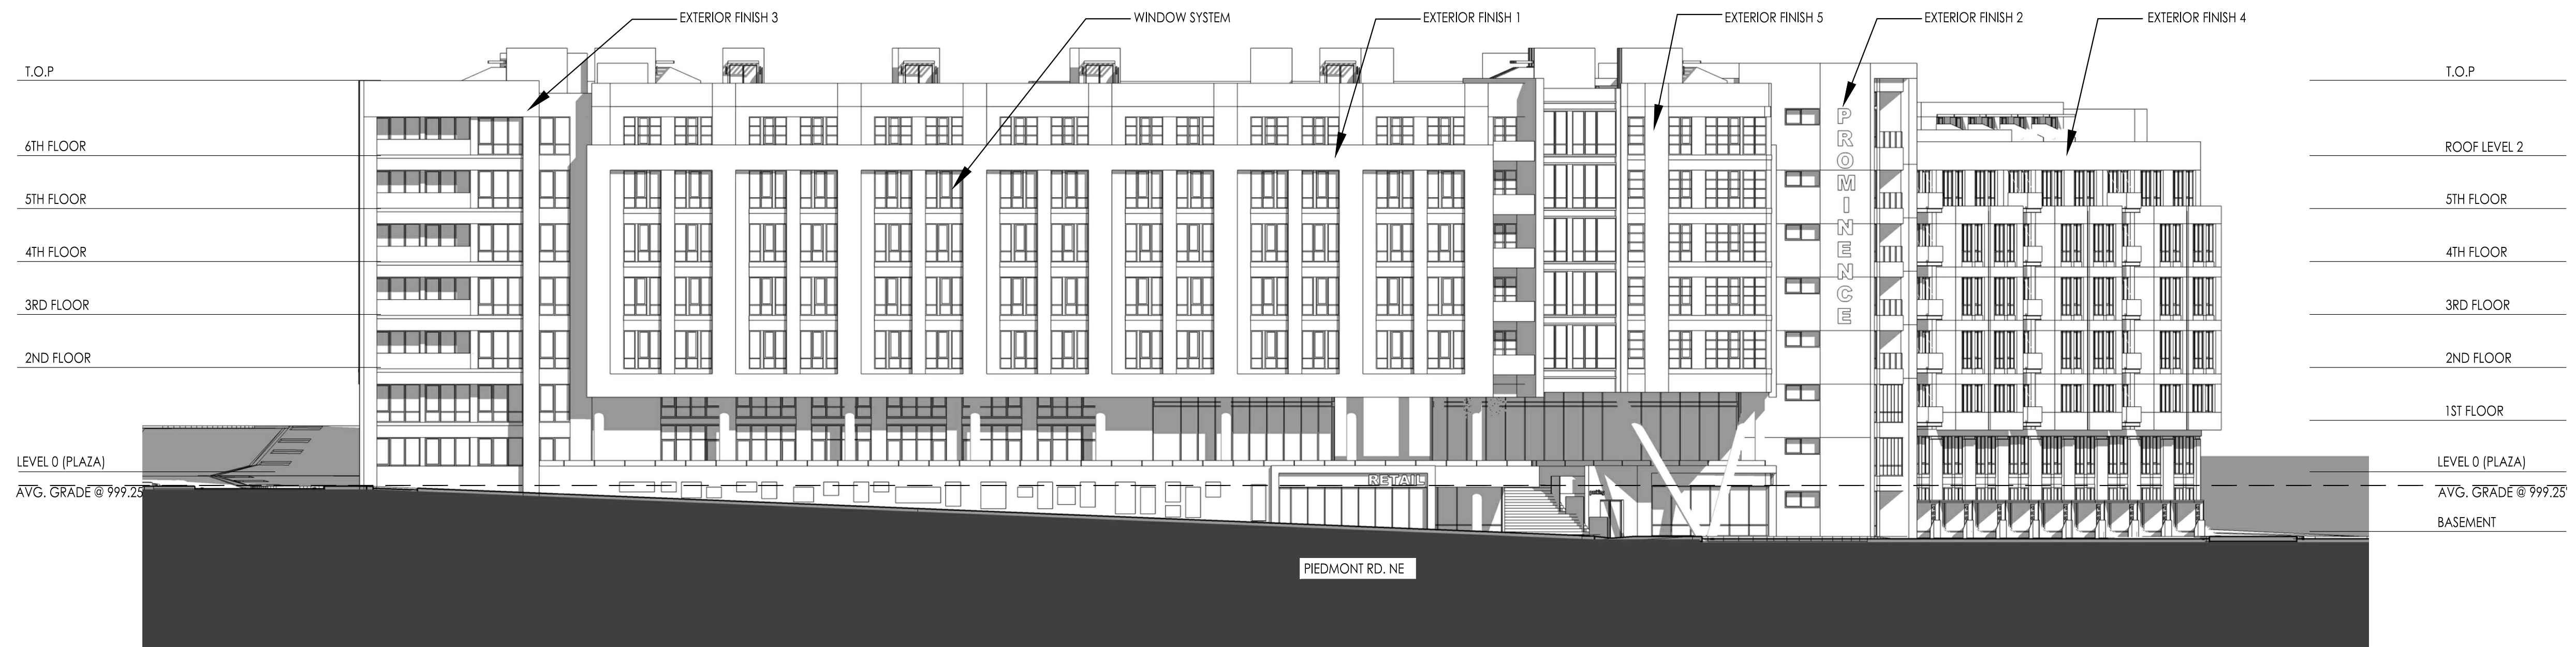 EXTERIOR FINISH 3
WINDOW SYSTEM
EXTERIOR FINISH 1
EXTERIOR FINISH 5
EXTERIOR FINISH 2
EXTERIOR FINISH 4
T.O.P
6TH FLOOR
5TH FLOOR
4TH FLOOR
3RD FLOOR
2ND FLOOR
LEVEL 0 (PLAZA)
AVG. GRADE @ 999.25'
PROMINENCE
RETAIL
PIEDMONT RD. NE
T.O.P
ROOF LEVEL 2
5TH FLOOR
4TH FLOOR
3RD FLOOR
2ND FLOOR
1ST FLOOR
LEVEL 0 (PLAZA)
AVG. GRADE @ 999.25'
BASEMENT